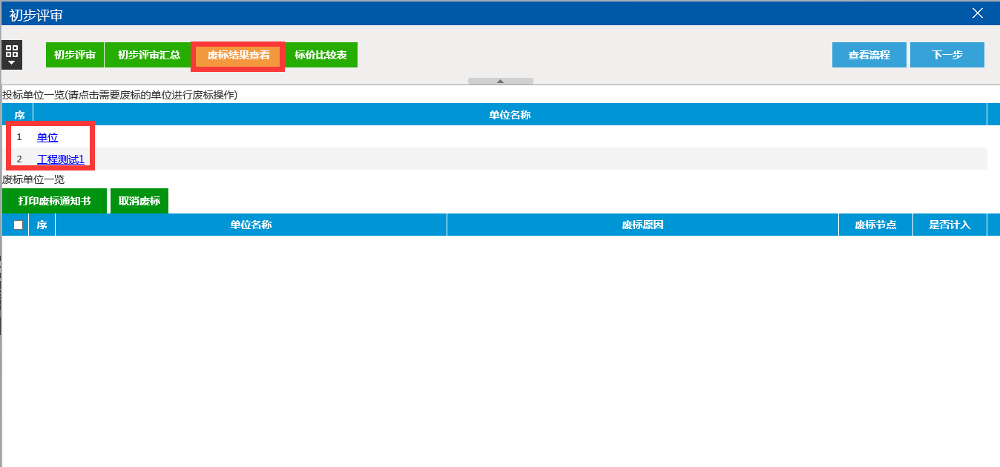 初步评审
初步评审 初步评审汇总 废标结果查看 标价比较表 查看流程 下一步
投标单位一览(请点击需要废标的单位进行废标操作)
序 单位名称
1 单位
2 工程测试1
废标单位一览
打印废标通知书 取消废标
序 单位名称 废标原因 废标节点 是否计入